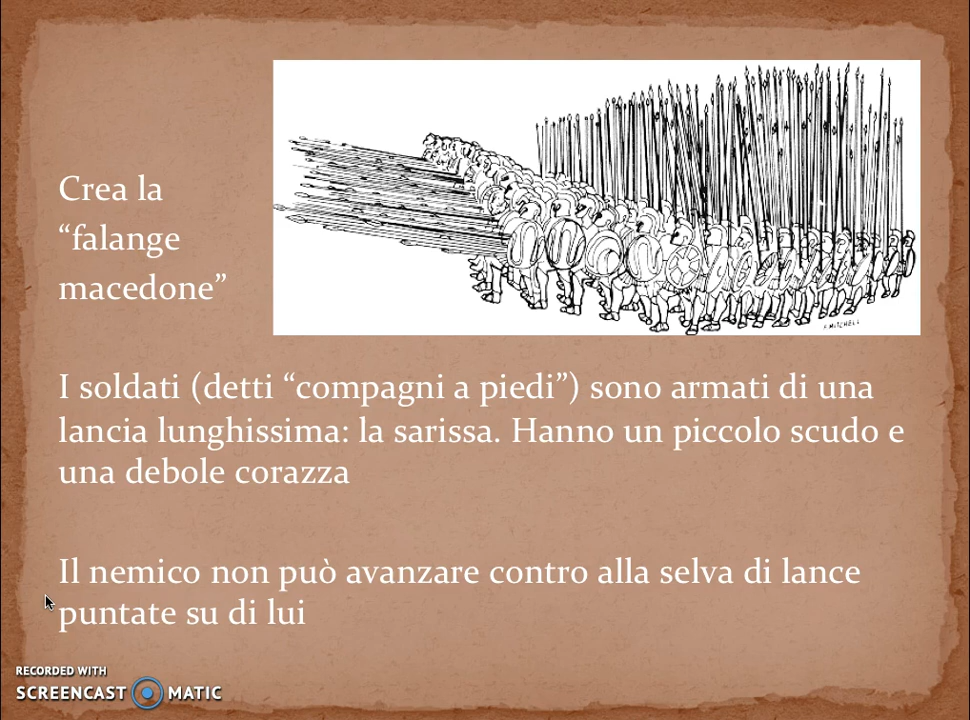 Crea la
“falange
macedone”
F. MITCHELL
I soldati (detti “compagni a piedi”) sono armati di una
lancia lunghissima: la sarissa. Hanno un piccolo scudo e
una debole corazza
Il nemico non può avanzare contro alla selva di lance
puntate su di lui
RECORDED WITH
SCREENCAST MATIC